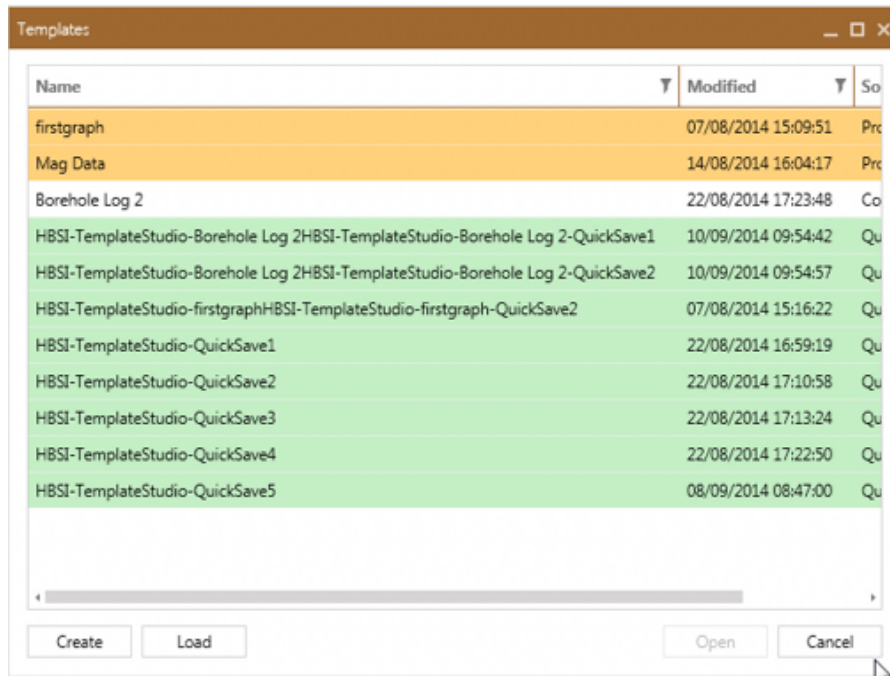 Templates
Name Modified So
firstgraph 07/08/2014 15:09:51 Pro
Mag Data 14/08/2014 16:04:17 Pro
Borehole Log 2 22/08/2014 17:23:48 Co
HBSI-TemplateStudio-Borehole Log 2HBSI-TemplateStudio-Borehole Log 2-QuickSave1 10/09/2014 09:54:42 Qu
HBSI-TemplateStudio-Borehole Log 2HBSI-TemplateStudio-Borehole Log 2-QuickSave2 10/09/2014 09:54:57 Qu
HBSI-TemplateStudio-firstgraphHBSI-TemplateStudio-firstgraph-QuickSave2 07/08/2014 15:16:22 Qu
HBSI-TemplateStudio-QuickSave1 22/08/2014 16:59:19 Qu
HBSI-TemplateStudio-QuickSave2 22/08/2014 17:10:58 Qu
HBSI-TemplateStudio-QuickSave3 22/08/2014 17:13:24 Qu
HBSI-TemplateStudio-QuickSave4 22/08/2014 17:22:50 Qu
HBSI-TemplateStudio-QuickSave5 08/09/2014 08:47:00 Qu
Create Load Open Cancel